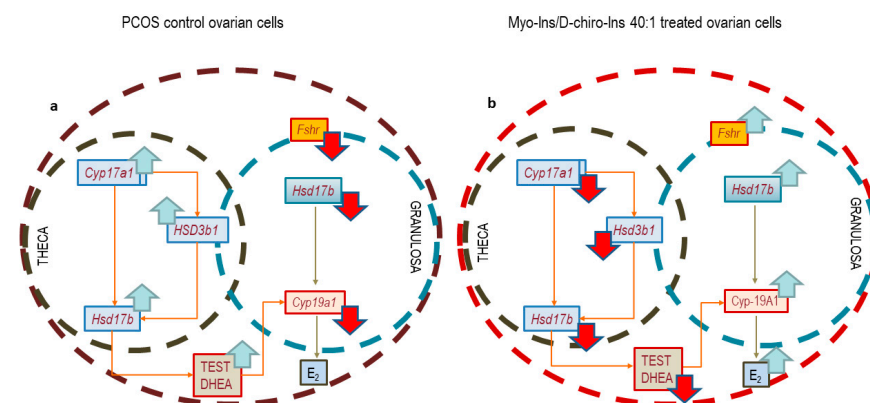 PCOS control ovarian cells
Myo-Ins/D-chiro-Ins 40:1 treated ovarian cells
a
Fshr
Cyp17a1
Hsd17b
HSD3b1
THECA
GRANULOSA
Hsd17b
Cyp19a1
TEST
DHEA
E₂
b
Fshr
Cyp17a1
Hsd17b
Hsd3b1
THECA
GRANULOSA
Hsd17b
Cyp-19A1
TEST
DHEA
E₂